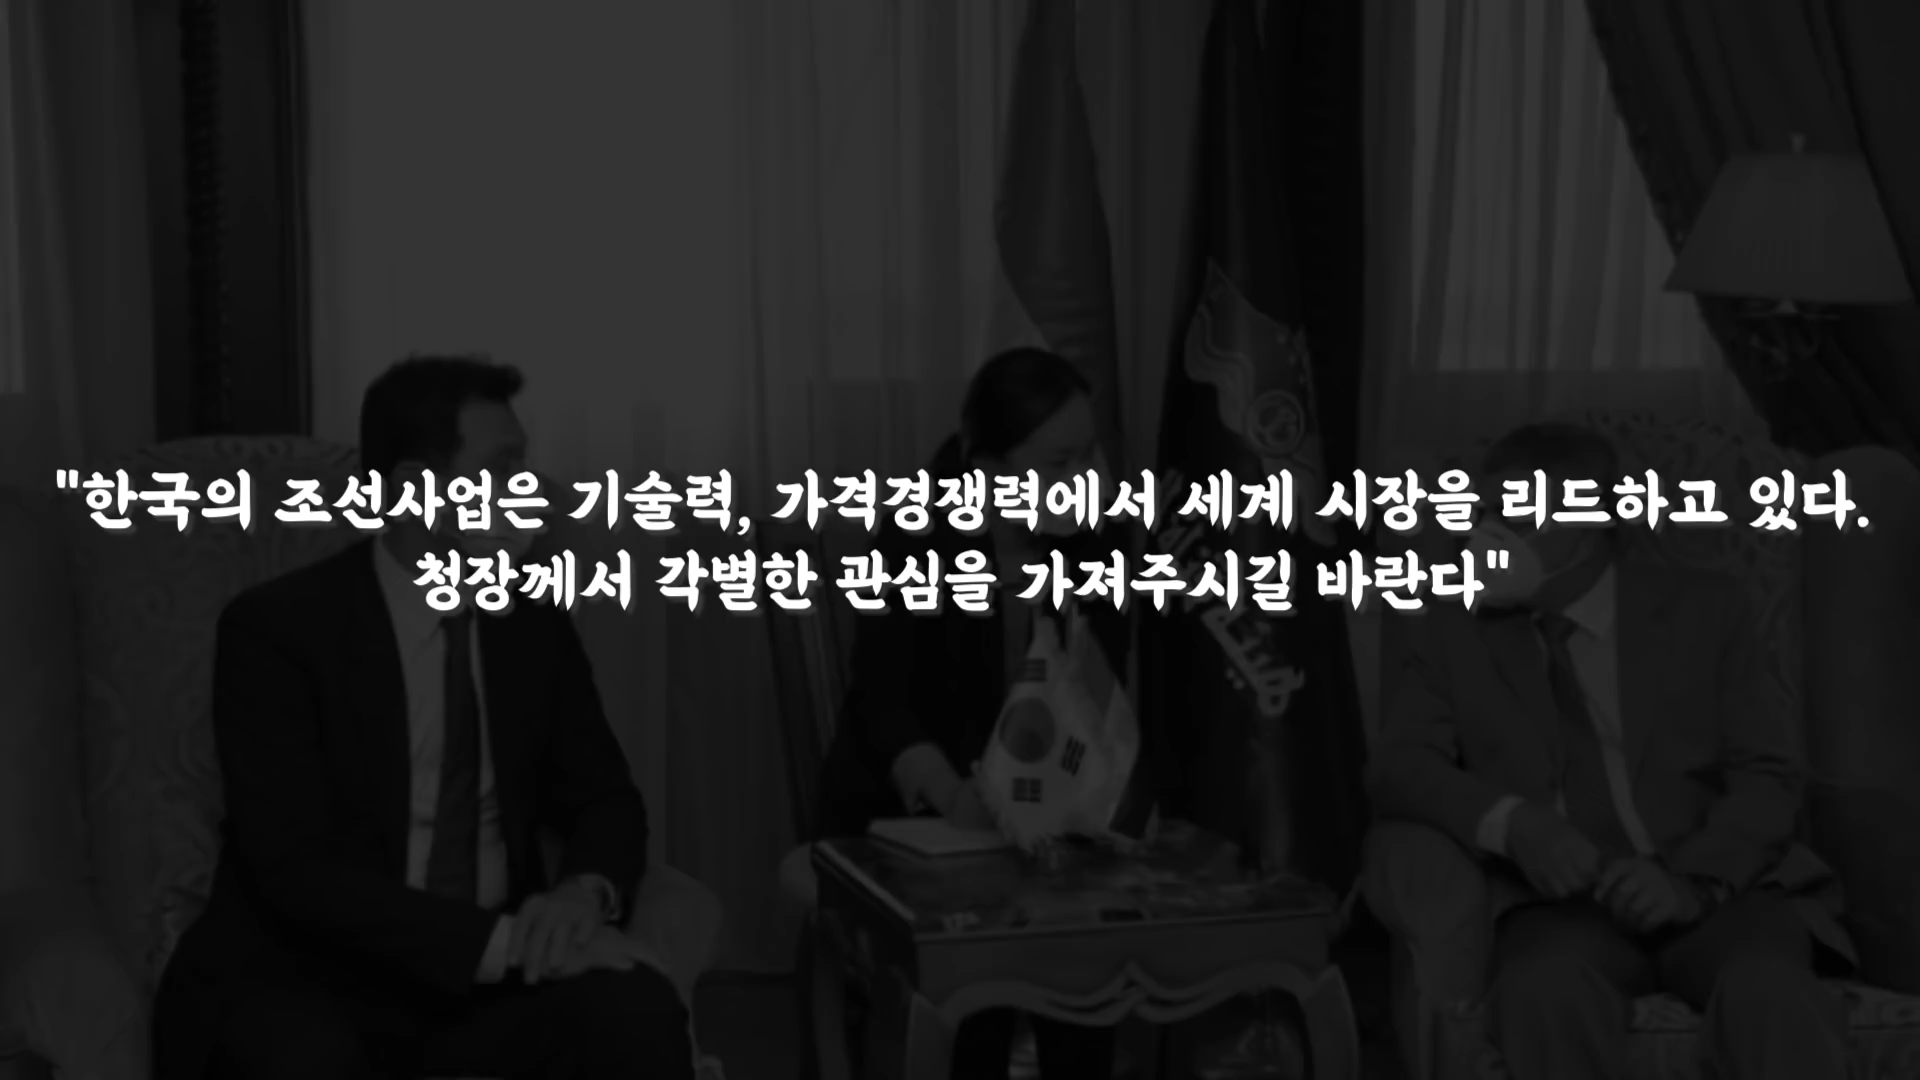 "한국의 조선사업은 기술력, 가격경쟁력에서 세계 시장을 리드하고 있다.
청장께서 각별한 관심을 가져주시길 바란다"